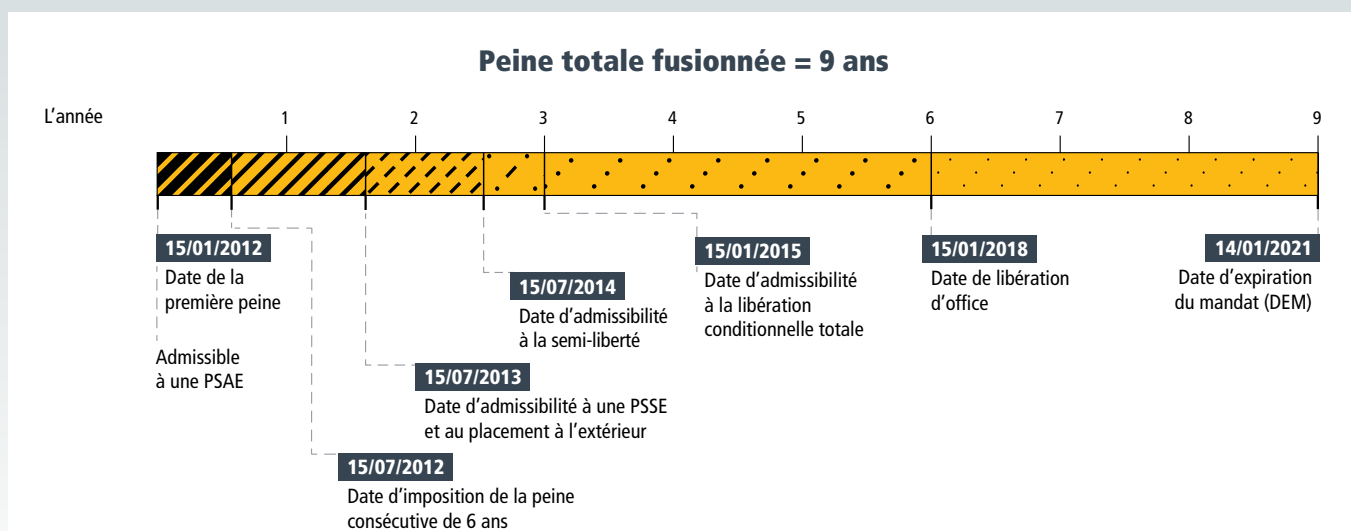 Peine totale fusionnée = 9 ans
L'année 1 2 3 4 5 6 7 8 9
15/01/2012
Date de la
première peine
Admissible
à une PSAE
15/07/2012
Date d'imposition de la peine
consécutive de 6 ans
15/07/2013
Date d'admissibilité à une PSSE
et au placement à l'extérieur
15/07/2014
Date d'admissibilité
à la semi-liberté
15/01/2015
Date d'admissibilité
à la libération
conditionnelle totale
15/01/2018
Date de libération
d'office
14/01/2021
Date d'expiration
du mandat (DEM)